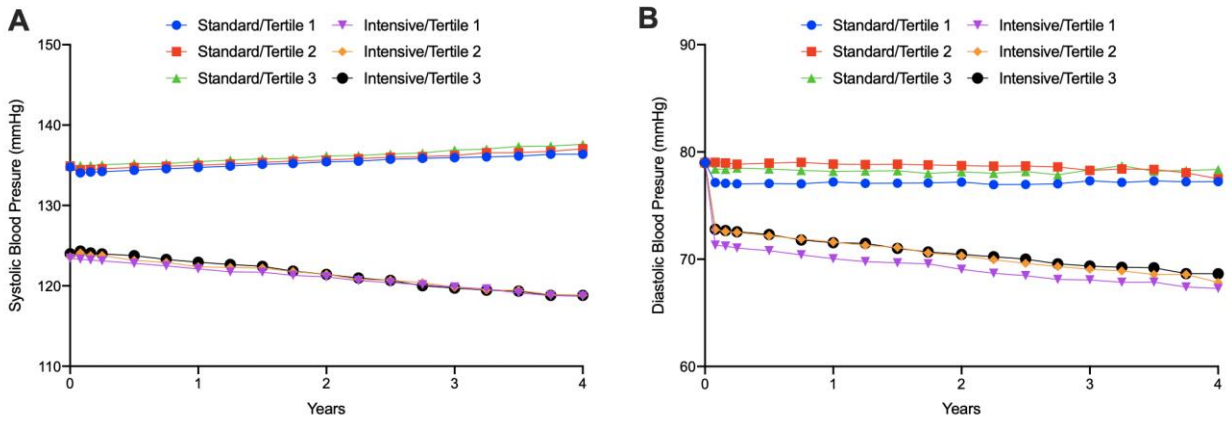 A
Standard/Tertile 1
Intensive/Tertile 1
Standard/Tertile 2
Intensive/Tertile 2
Standard/Tertile 3
Intensive/Tertile 3
Systolic Blood Presure (mmHg)
150
140
130
120
110
0
1
2
3
4
Years
B
Standard/Tertile 1
Intensive/Tertile 1
Standard/Tertile 2
Intensive/Tertile 2
Standard/Tertile 3
Intensive/Tertile 3
Diastolic Blood Presure (mmHg)
90
80
70
60
0
1
2
3
4
Years